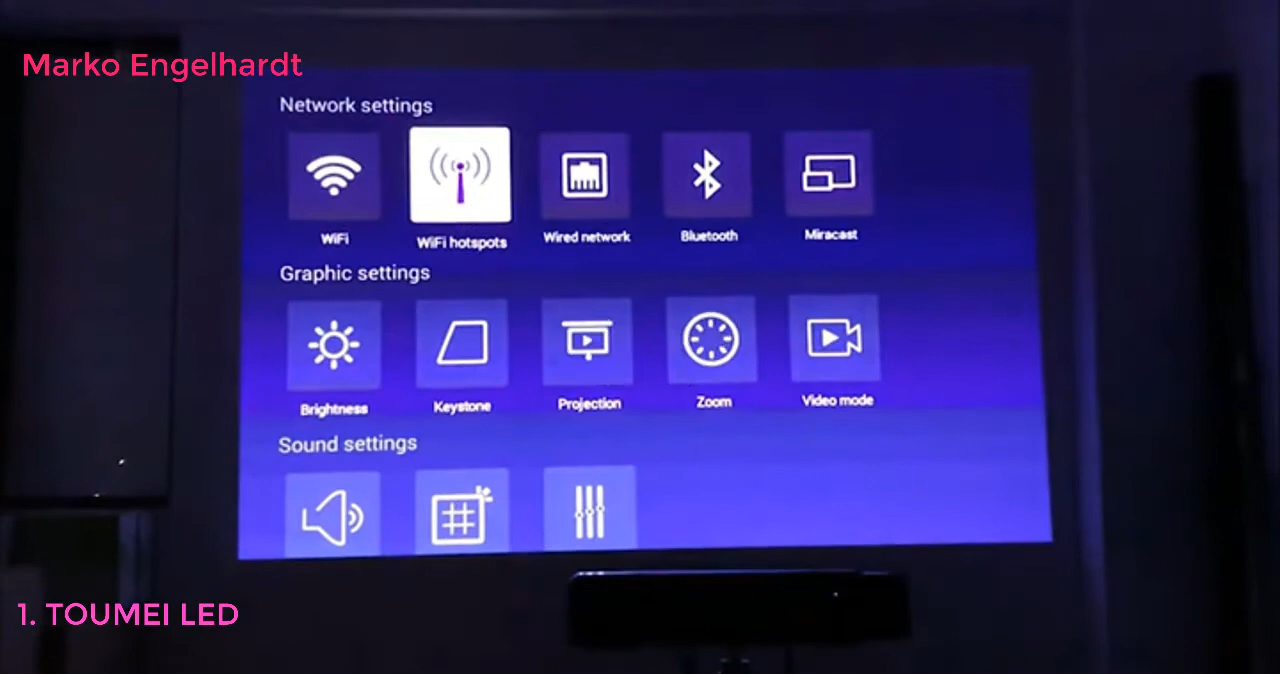 Marko Engelhardt
Network settings
WiFi
WiFi hotspots
Wired network
Bluetooth
Miracast
Graphic settings
Brightness
Keystone
Projection
Zoom
Video mode
Sound settings
1. TOUMEI LED